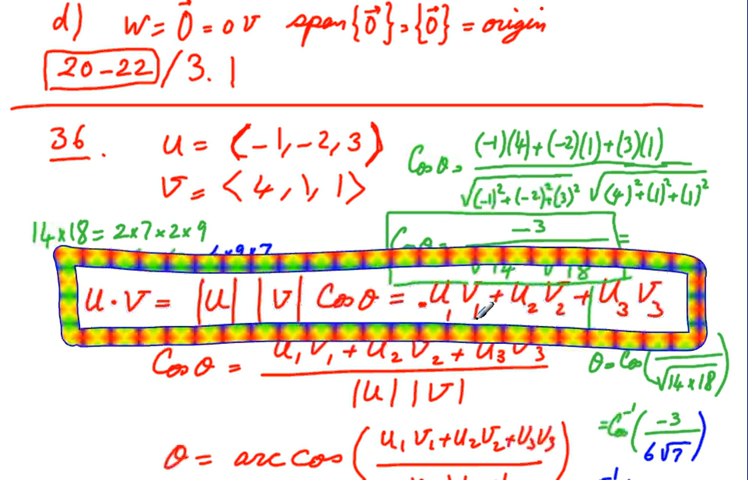 d) W = 0⃗ = 0 v span{0⃗} = {0⃗} = origin
20-22 / 3.1
36. u = (-1, -2, 3)
v = <4, 1, 1>
Cos θ = (-1)(4)+(-2)(1)+(3)(1) / √(-1)²+(-2)²+(3)² √(4)²+(1)²+(1)²
14×18 = 2×7×2×9
Cos θ = -3 / √14 √18 =
u · v = |u| |v| Cos θ = u₁v₁ + u₂v₂ + u₃v₃
Cos θ = u₁v₁ + u₂v₂ + u₃v₃ / |u| |v|
θ = Cos⁻¹( / √14×18)
= Cos⁻¹(-3 / 6√7)
θ = arc cos (u₁v₁+u₂v₂+u₃v₃